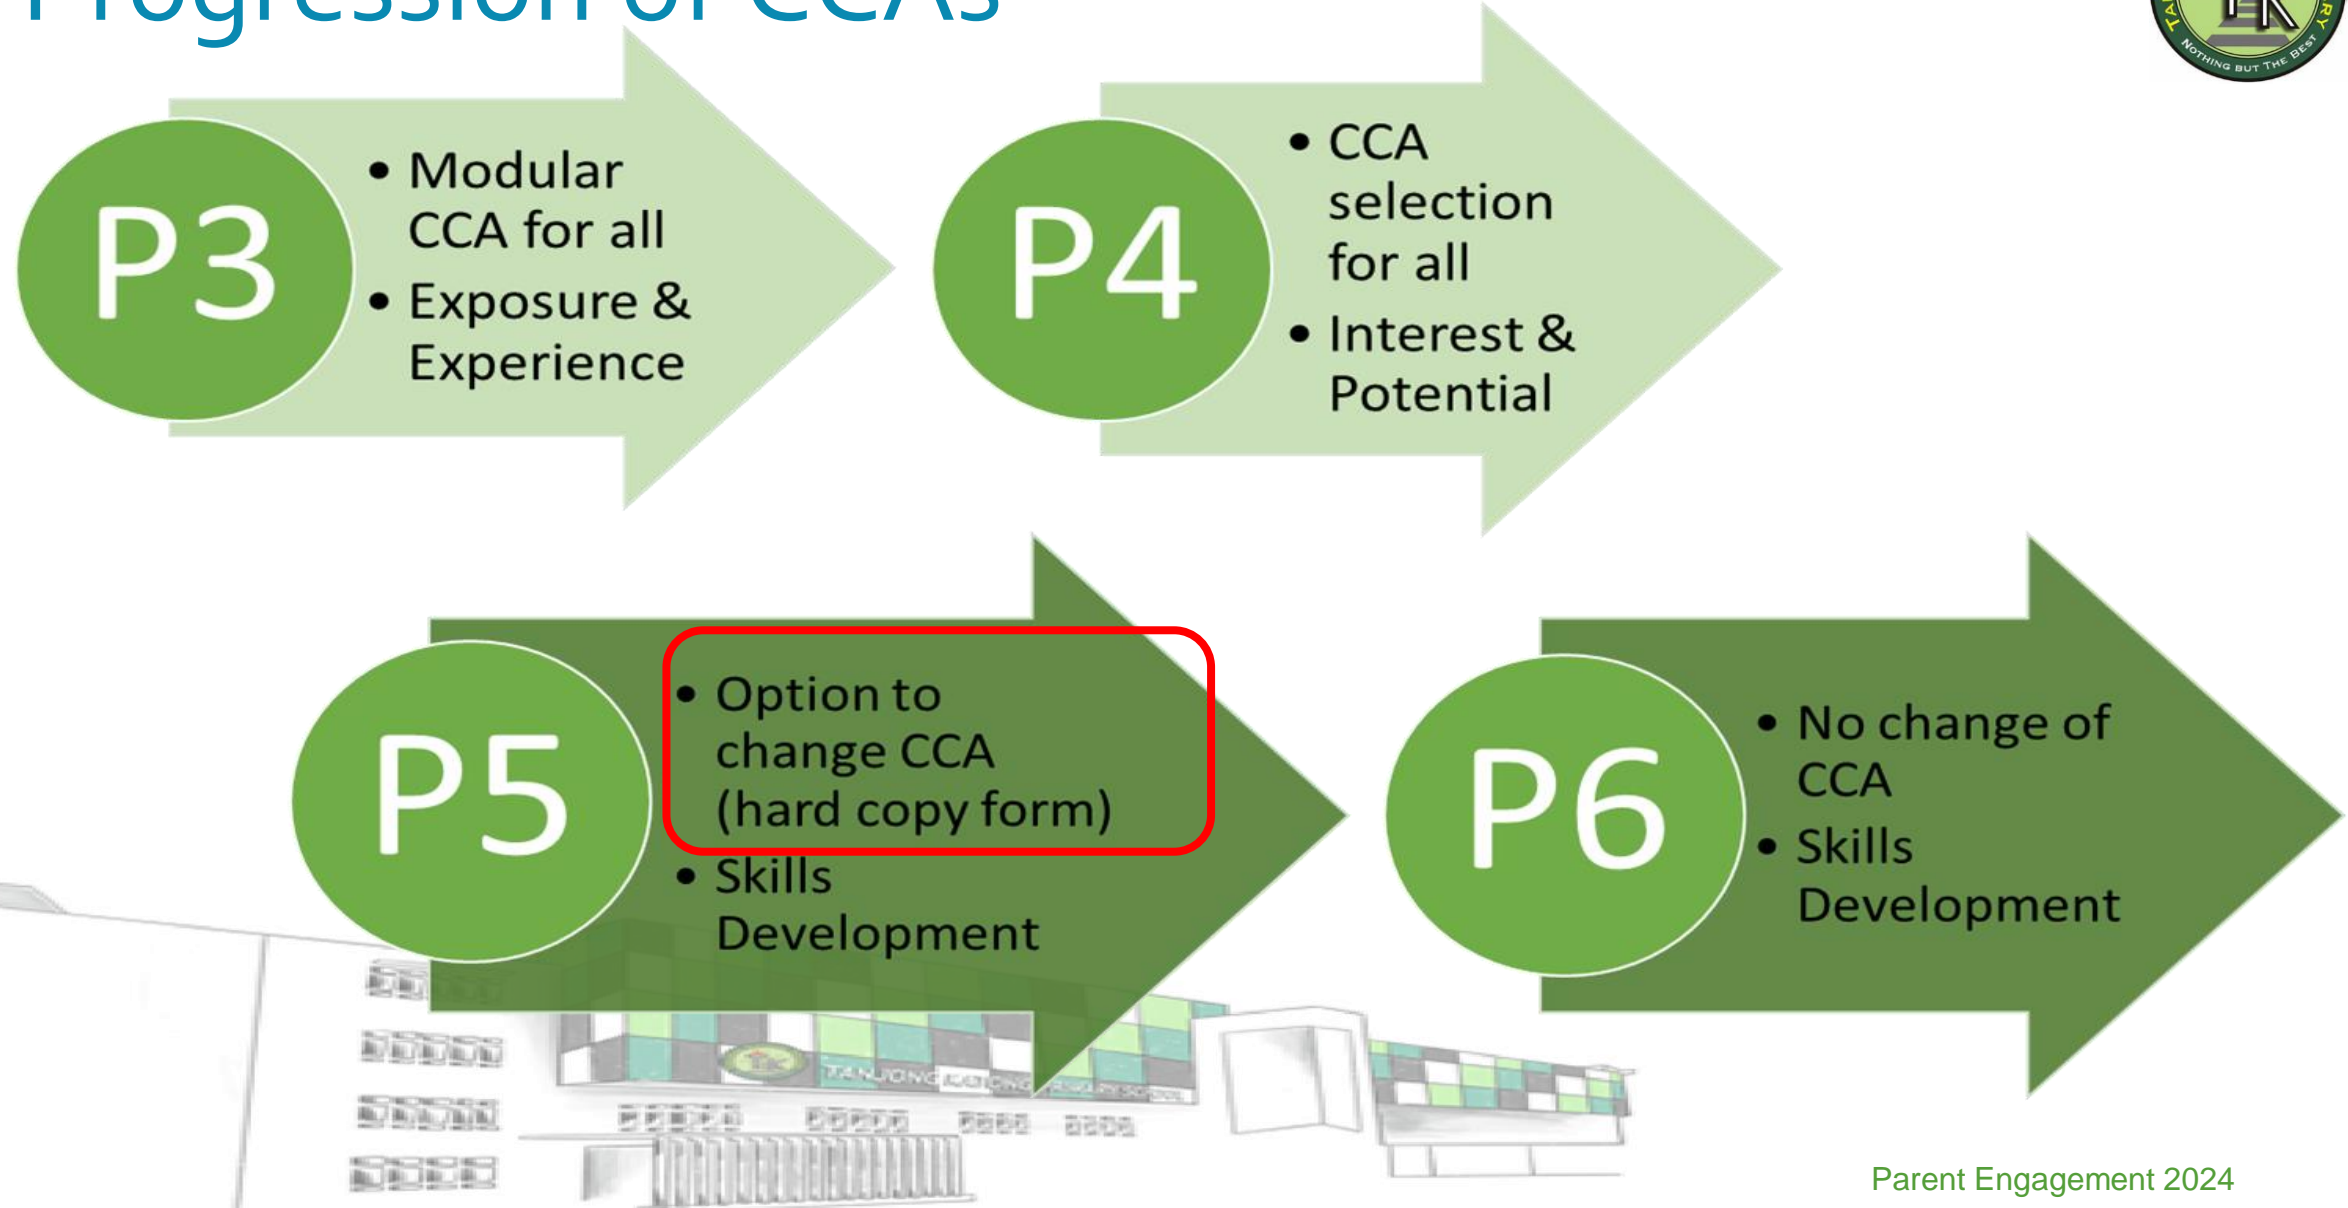 Progression of CCAs
NOTHING BUT THE BEST
P3
• Modular
CCA for all
• Exposure &
Experience
P4
• CCA
selection
for all
• Interest &
Potential
P5
• Option to
change CCA
(hard copy form)
• Skills
Development
P6
• No change of
CCA
• Skills
Development
TANJONG KATONG
Parent Engagement 2024